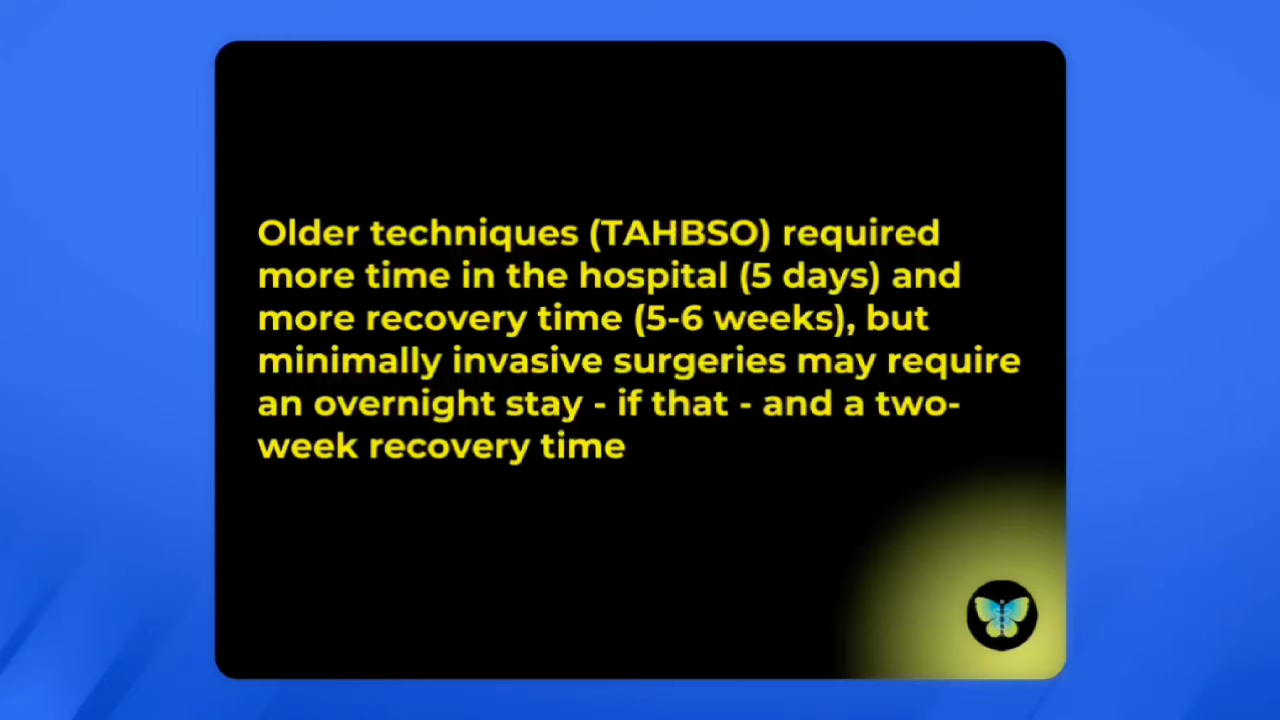 Older techniques (TAHBSO) required
more time in the hospital (5 days) and
more recovery time (5-6 weeks), but
minimally invasive surgeries may require
an overnight stay - if that - and a two-
week recovery time